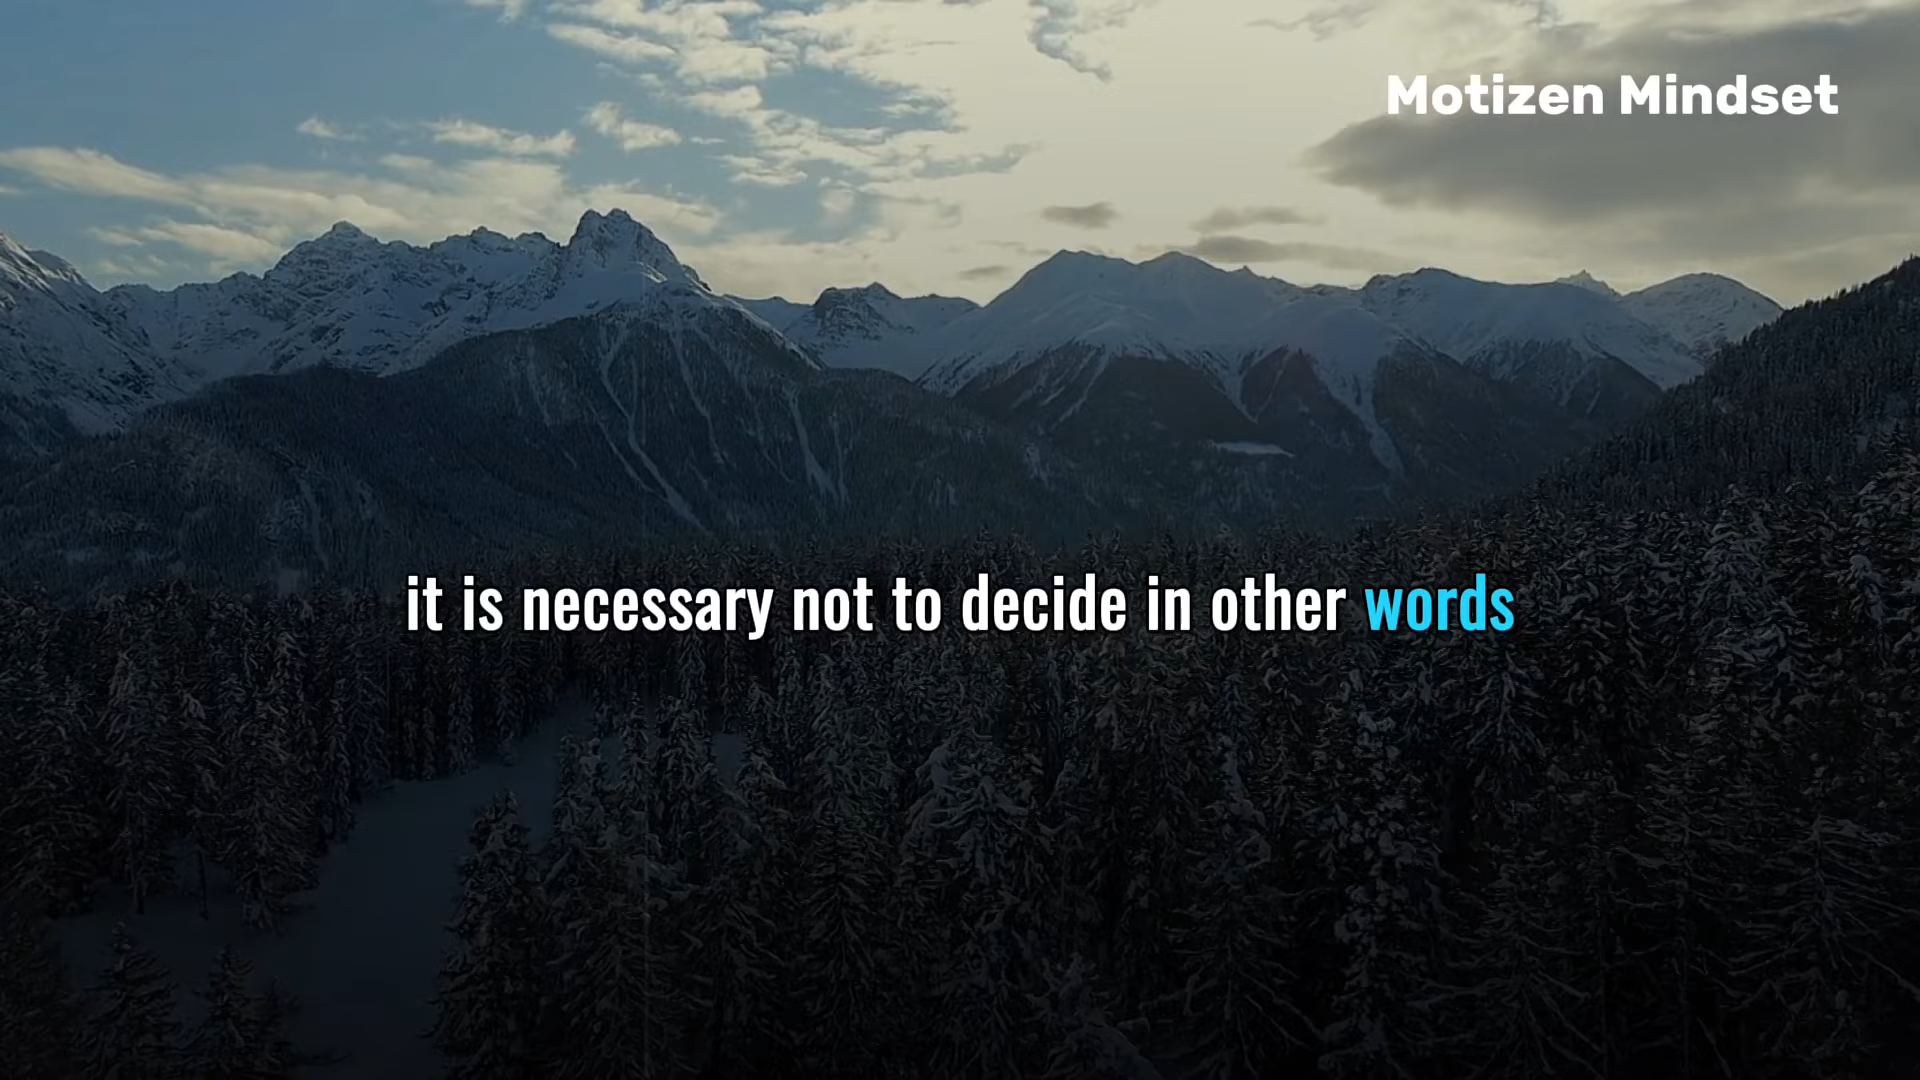 Motizen Mindset
it is necessary not to decide in other words